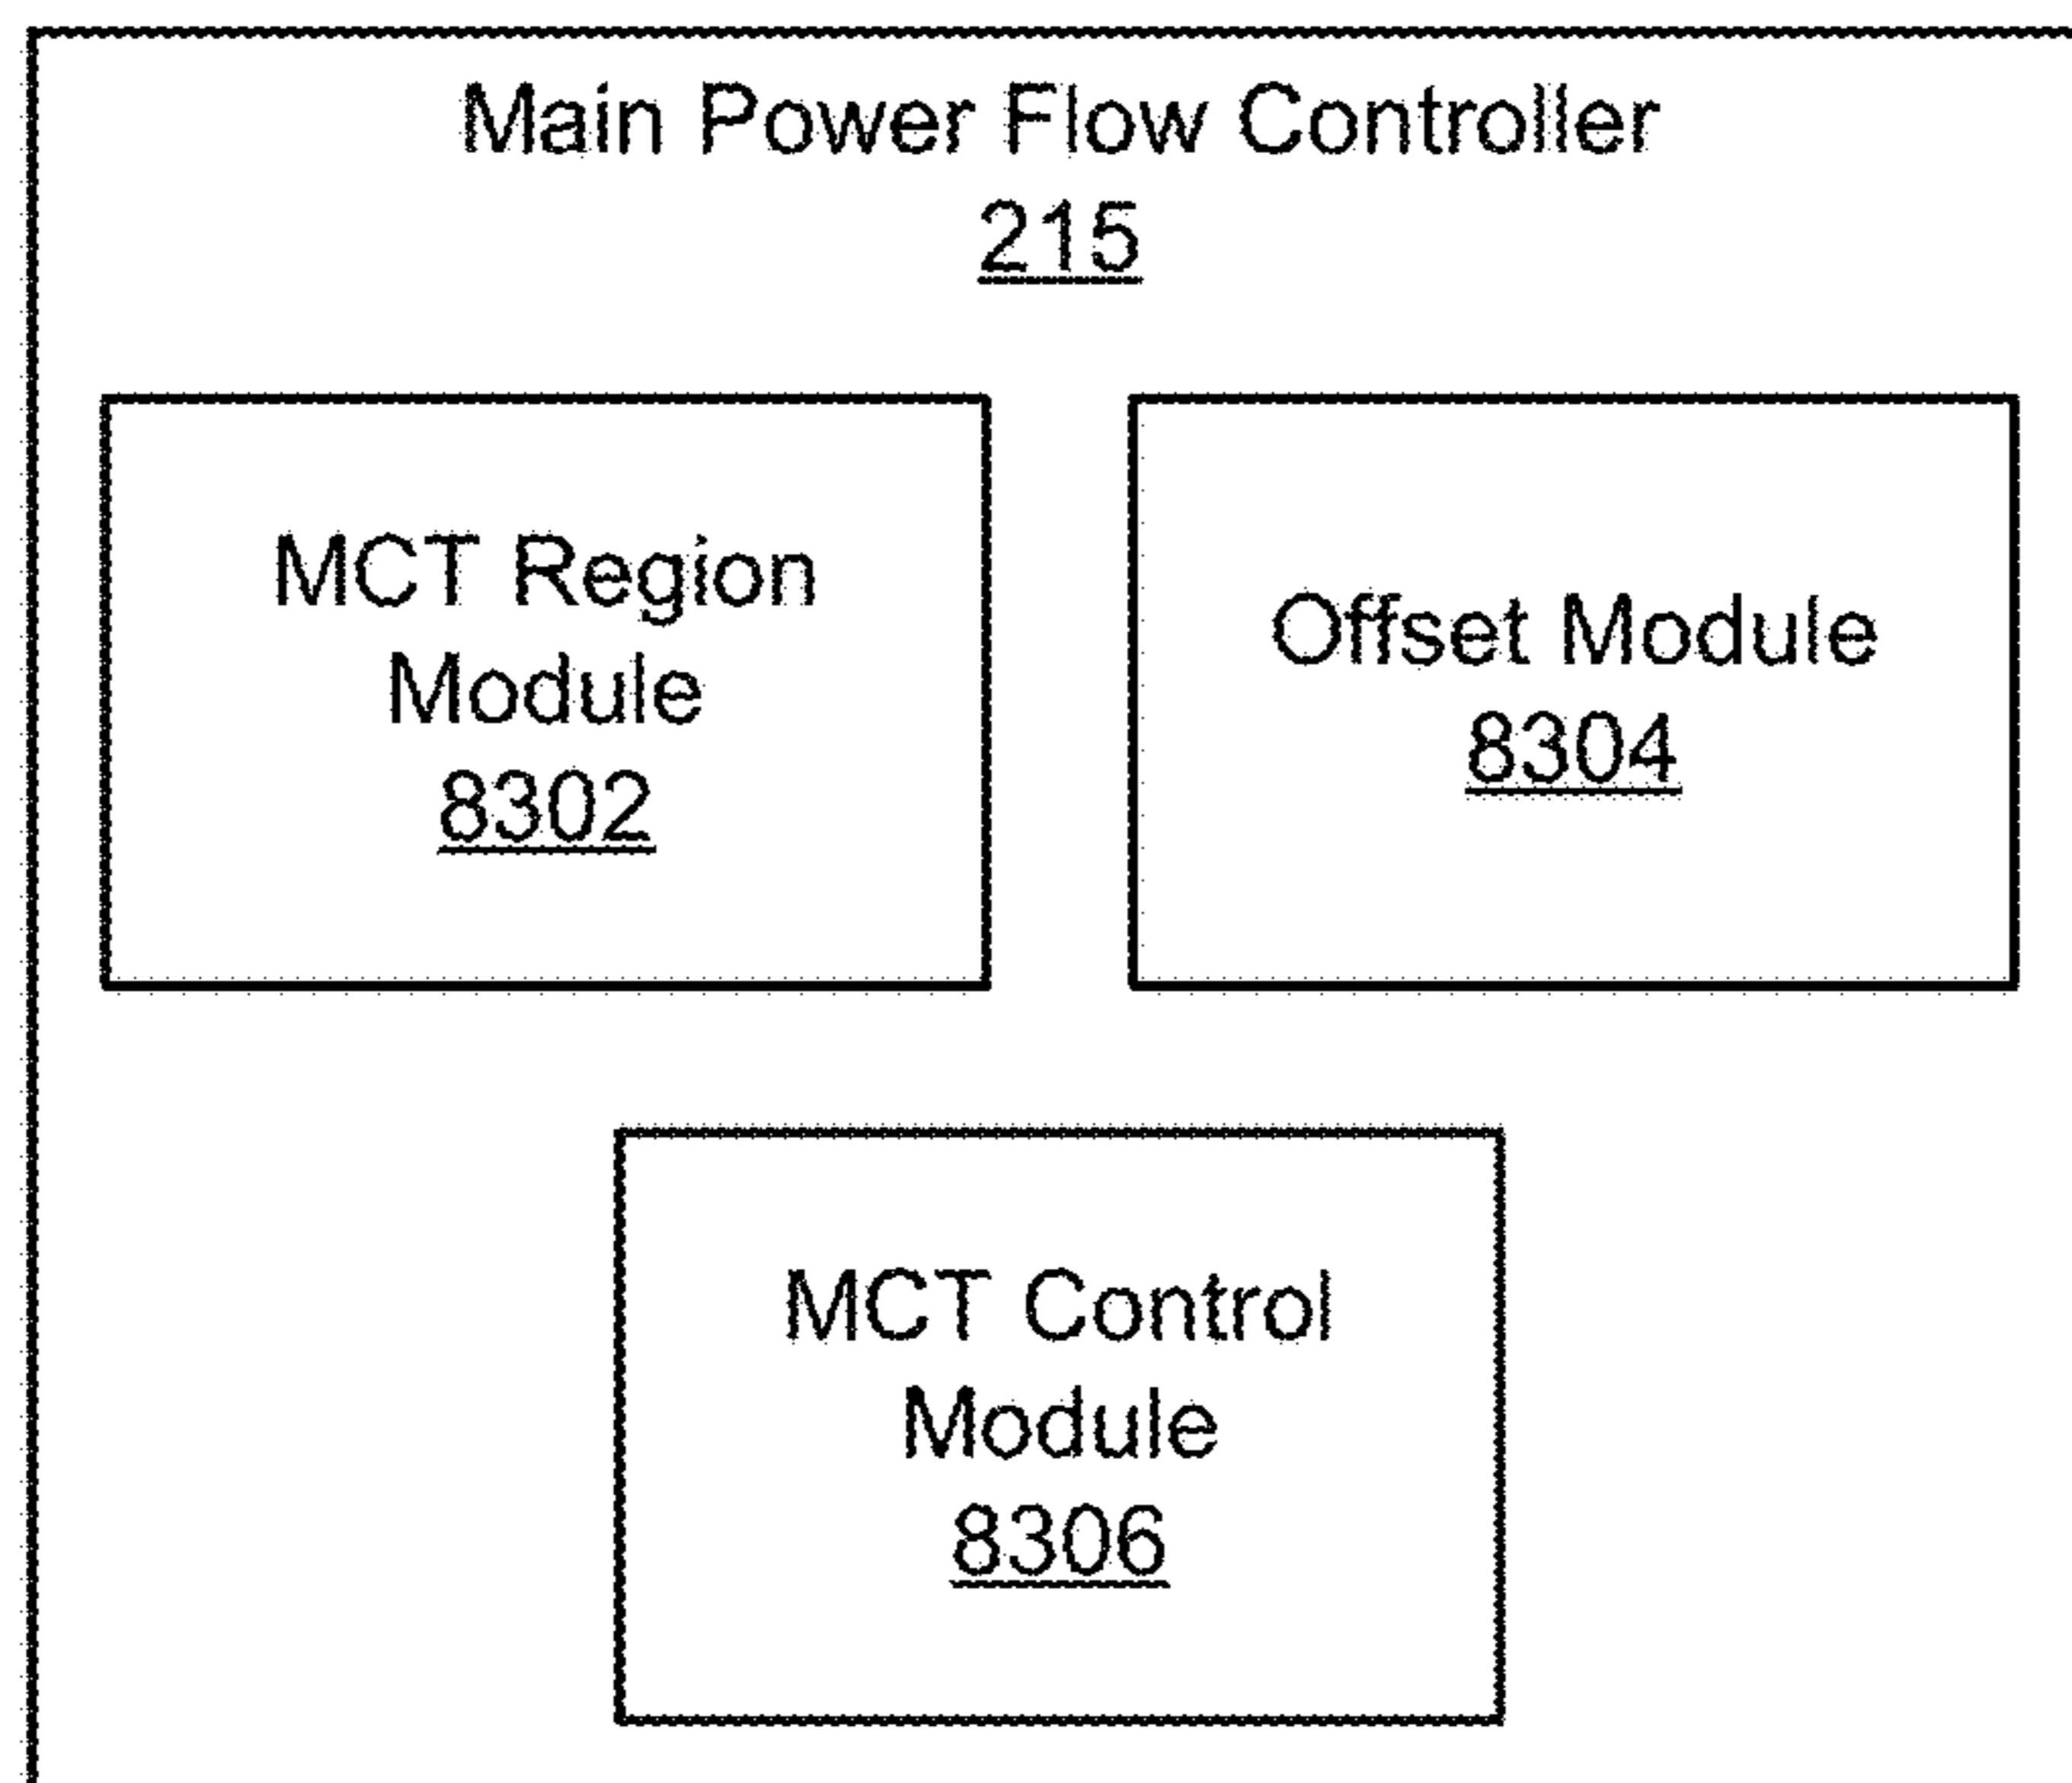 Main Power Flow Controller
215
MCT Region
Module
8302
Offset Module
8304
MCT Control
Module
8306